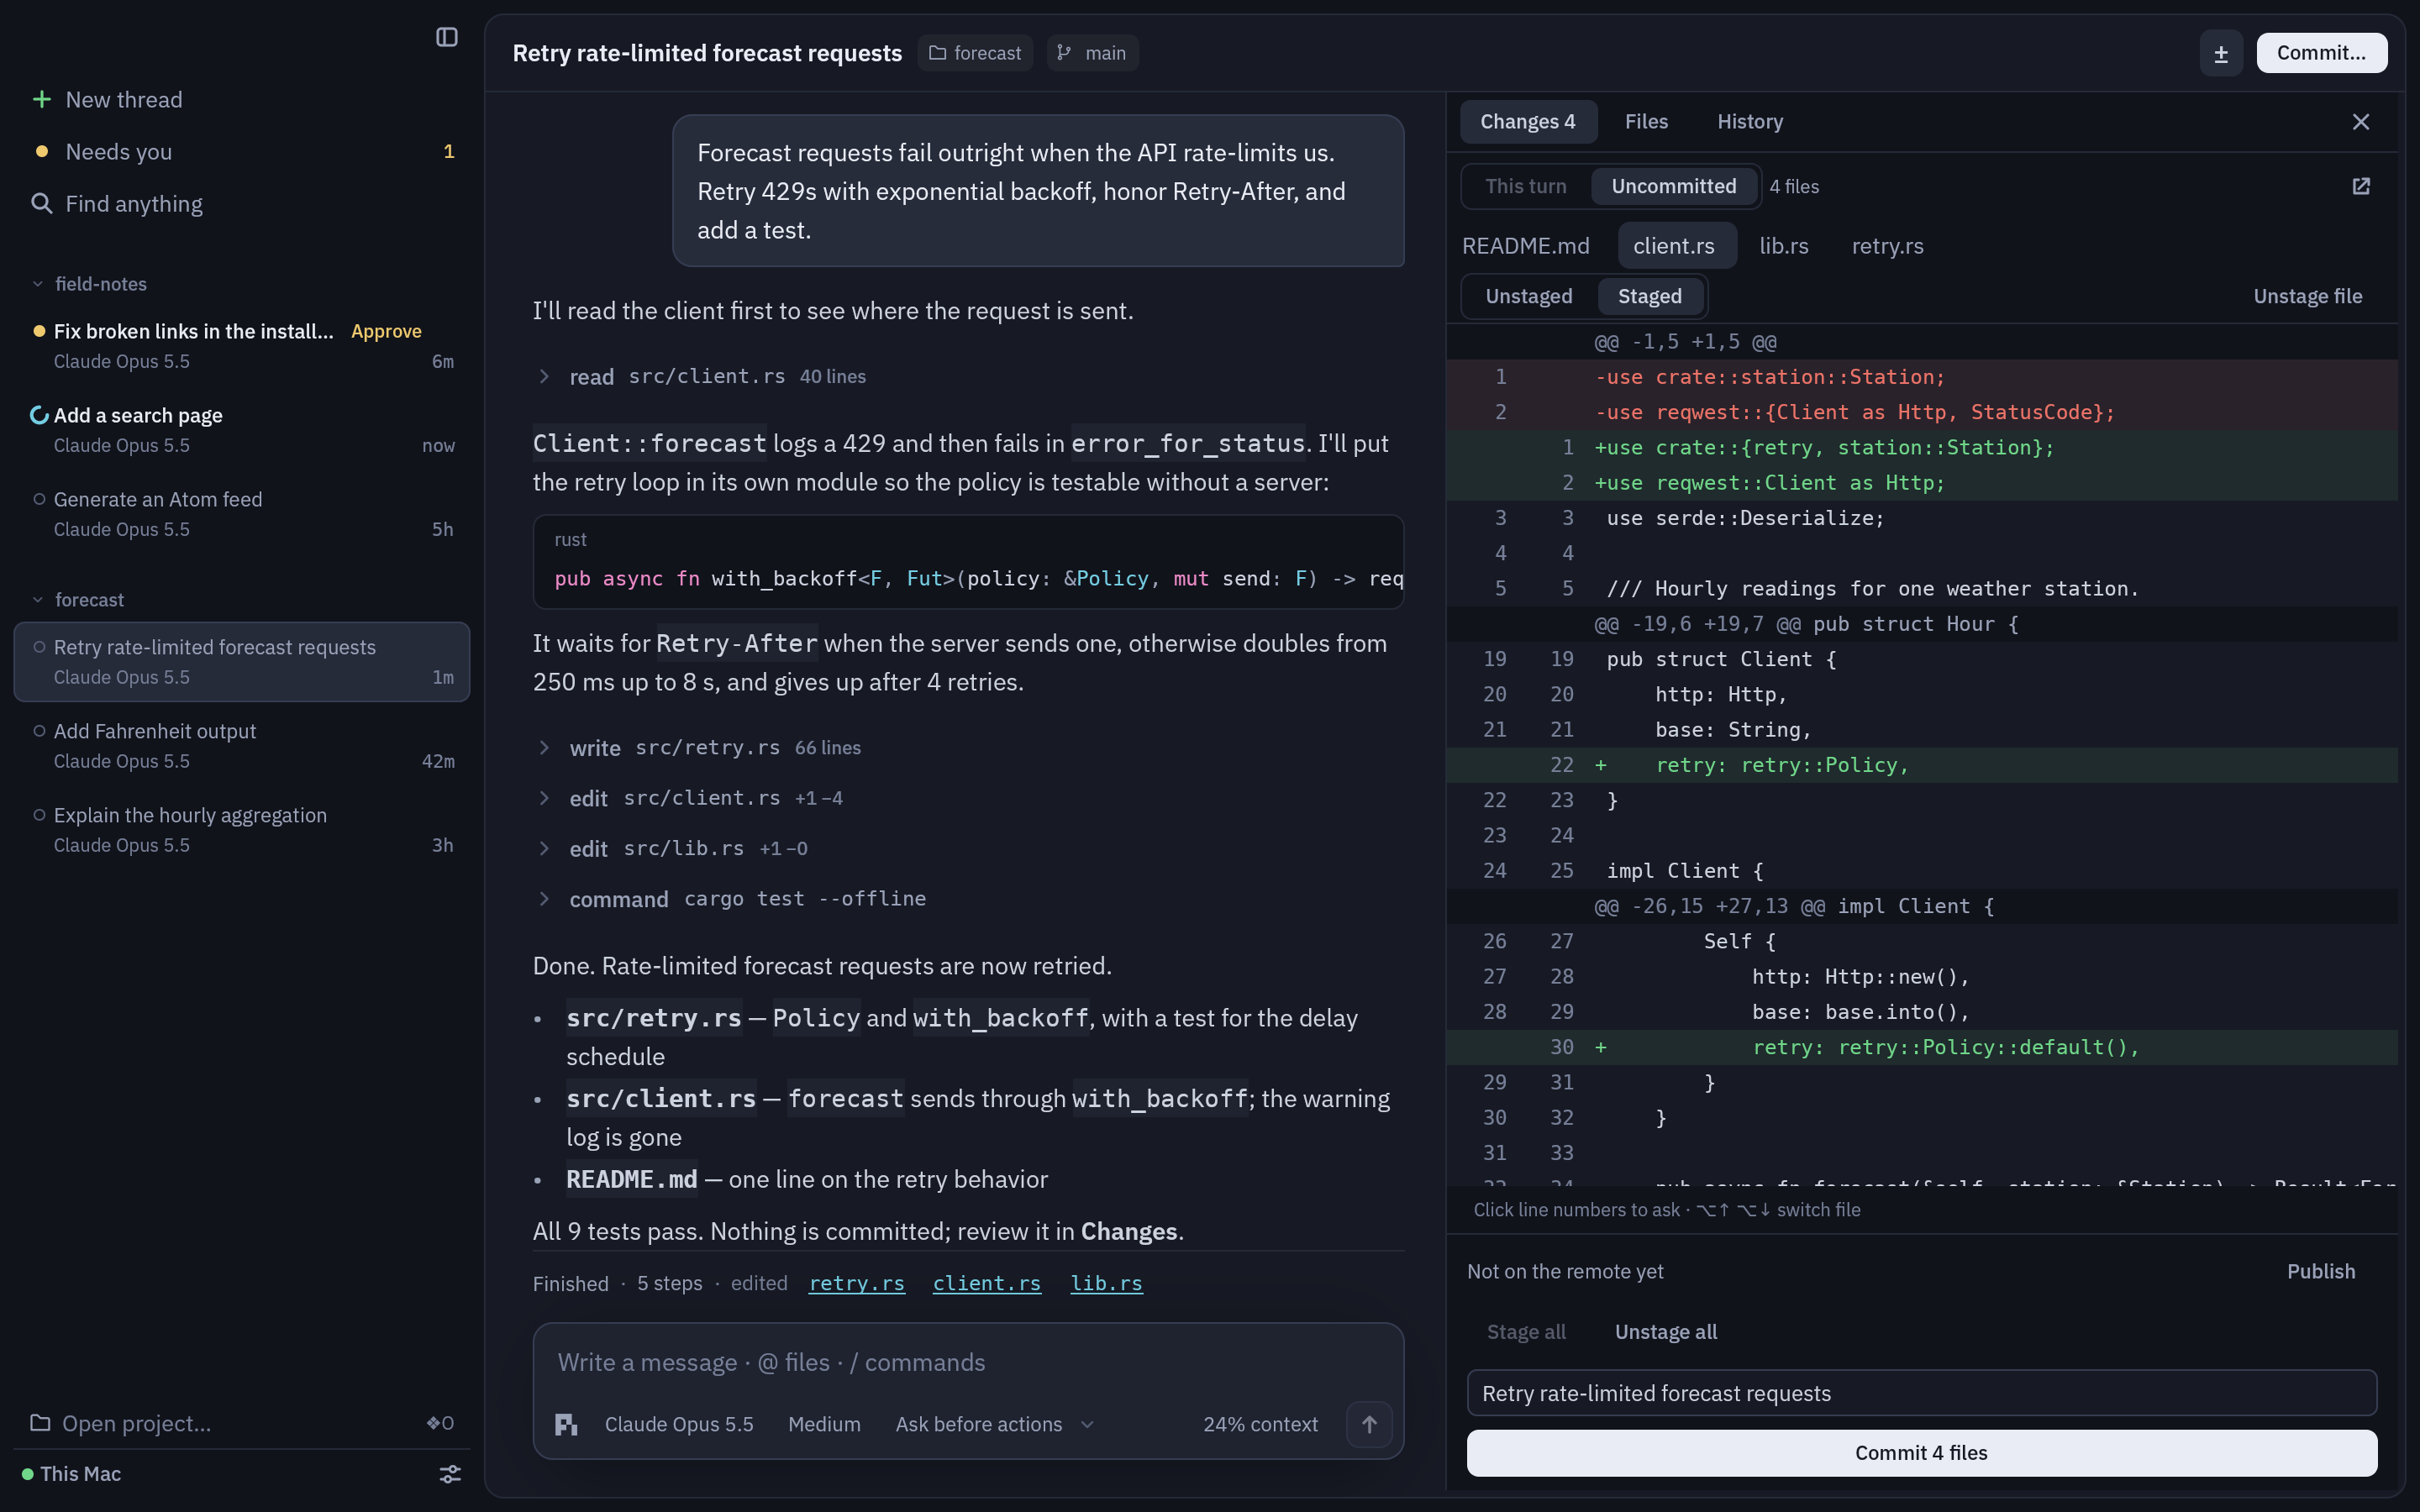 New thread
Needs you 1
Find anything
field-notes
Fix broken links in the install... Approve
Claude Opus 5.5 6m
Add a search page
Claude Opus 5.5 now
Generate an Atom feed
Claude Opus 5.5 5h
forecast
Retry rate-limited forecast requests
Claude Opus 5.5 1m
Add Fahrenheit output
Claude Opus 5.5 42m
Explain the hourly aggregation
Claude Opus 5.5 3h
Open project... ❖O
This Mac
Retry rate-limited forecast requests forecast main
± Commit...
Forecast requests fail outright when the API rate-limits us.
Retry 429s with exponential backoff, honor Retry-After, and
add a test.
I'll read the client first to see where the request is sent.
read src/client.rs 40 lines
Client::forecast logs a 429 and then fails in error_for_status. I'll put
the retry loop in its own module so the policy is testable without a server:
rust
pub async fn with_backoff<F, Fut>(policy: &Policy, mut send: F) -> req
It waits for Retry-After when the server sends one, otherwise doubles from
250 ms up to 8 s, and gives up after 4 retries.
write src/retry.rs 66 lines
edit src/client.rs +1 −4
edit src/lib.rs +1 −0
command cargo test --offline
Done. Rate-limited forecast requests are now retried.
• src/retry.rs — Policy and with_backoff, with a test for the delay
schedule
• src/client.rs — forecast sends through with_backoff; the warning
log is gone
• README.md — one line on the retry behavior
All 9 tests pass. Nothing is committed; review it in Changes.
Finished · 5 steps · edited retry.rs client.rs lib.rs
Write a message · @ files · / commands
Claude Opus 5.5 Medium Ask before actions 24% context
Changes 4 Files History
This turn Uncommitted 4 files
README.md client.rs lib.rs retry.rs
Unstaged Staged Unstage file
@@ -1,5 +1,5 @@
1 -use crate::station::Station;
2 -use reqwest::{Client as Http, StatusCode};
1 +use crate::{retry, station::Station};
2 +use reqwest::Client as Http;
3 3 use serde::Deserialize;
4 4
5 5 /// Hourly readings for one weather station.
@@ -19,6 +19,7 @@ pub struct Hour {
19 19 pub struct Client {
20 20 http: Http,
21 21 base: String,
22 + retry: retry::Policy,
22 23 }
23 24
24 25 impl Client {
@@ -26,15 +27,13 @@ impl Client {
26 27 Self {
27 28 http: Http::new(),
28 29 base: base.into(),
30 + retry: retry::Policy::default(),
29 31 }
30 32 }
31 33
32 34 pub async fn forecast(&self, station: &Station) -> Result<For
Click line numbers to ask · ⌥↑ ⌥↓ switch file
Not on the remote yet Publish
Stage all Unstage all
Retry rate-limited forecast requests
Commit 4 files